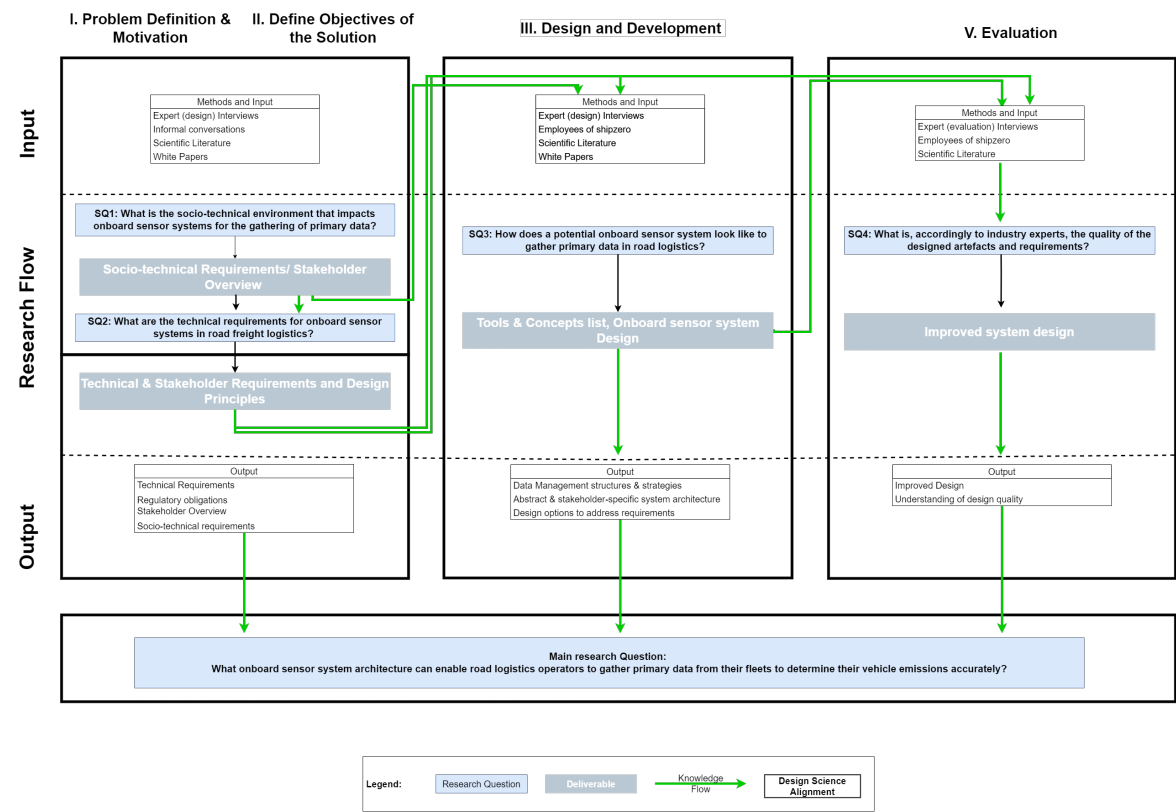 I. Problem Definition &
Motivation
II. Define Objectives of
the Solution
III. Design and Development
V. Evaluation
Input
Methods and Input
Expert (design) Interviews
Informal conversations
Scientific Literature
White Papers
Methods and Input
Expert (design) Interviews
Employees of shipzero
Scientific Literature
White Papers
Methods and Input
Expert (evaluation) Interviews
Employees of shipzero
Scientific Literature
Research Flow
SQ1: What is the socio-technical environment that impacts
onboard sensor systems for the gathering of primary data?
Socio-technical Requirements/ Stakeholder
Overview
SQ2: What are the technical requirements for onboard sensor
systems in road freight logistics?
Technical & Stakeholder Requirements and Design
Principles
SQ3: How does a potential onboard sensor system look like to
gather primary data in road logistics?
Tools & Concepts list, Onboard sensor system
Design
SQ4: What is, accordingly to industry experts, the quality of the
designed artefacts and requirements?
Improved system design
Output
Output
Technical Requirements
Regulatory obligations
Stakeholder Overview
Socio-technical requirements
Output
Data Management structures & strategies
Abstract & stakeholder-specific system architecture
Design options to address requirements
Output
Improved Design
Understanding of design quality
Main research Question:
What onboard sensor system architecture can enable road logistics operators to gather primary data from their fleets to determine their vehicle emissions accurately?
Legend:
Research Question
Deliverable
Knowledge
Flow
Design Science
Alignment